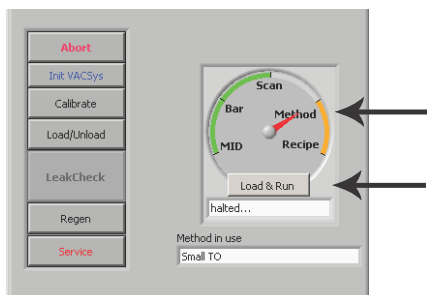 Abort
Init VACSys
Calibrate
Load/Unload
LeakCheck
Regen
Service
Scan
Bar
Method
MID
Recipe
Load & Run
halted...
Method in use
Small TO